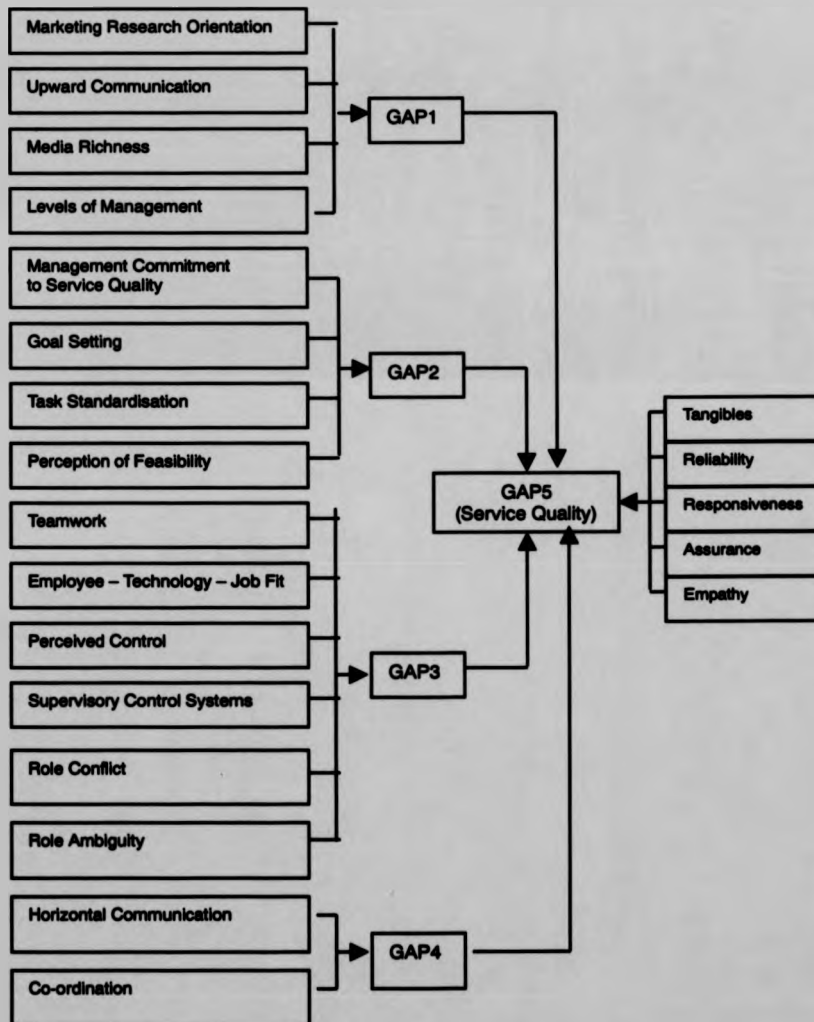 Marketing Research Orientation
Upward Communication
Media Richness
Levels of Management
GAP1
Management Commitment
to Service Quality
Goal Setting
Task Standardisation
Perception of Feasibility
GAP2
Teamwork
Employee – Technology – Job Fit
Perceived Control
Supervisory Control Systems
Role Conflict
Role Ambiguity
GAP3
Horizontal Communication
Co-ordination
GAP4
GAP5
(Service Quality)
Tangibles
Reliability
Responsiveness
Assurance
Empathy